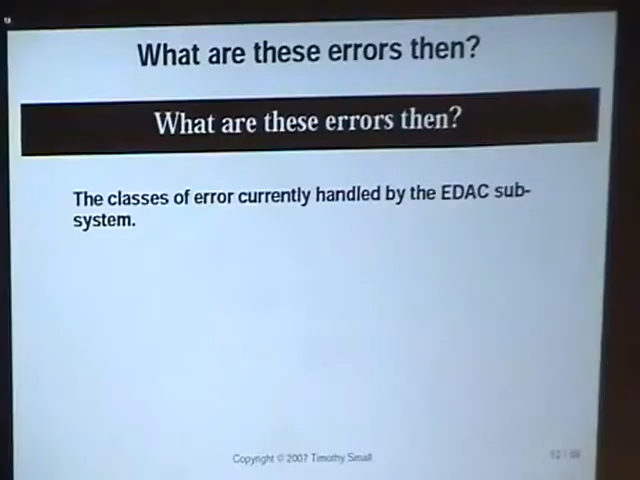 What are these errors then?
What are these errors then?
The classes of error currently handled by the EDAC sub-
system.
Copyright © 2007 Timothy Small